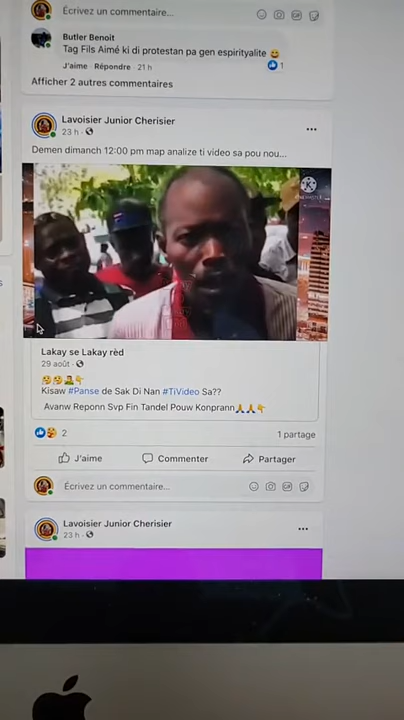 Écrivez un commentaire...
Butler Benoit
Tag Fils Aimé ki di protestan pa gen espirityalite
J'aime · Répondre · 21 h
1
Afficher 2 autres commentaires
Lavoisier Junior Cherisier
23 h ·
Demen dimanch 12:00 pm map analize ti video sa pou nou...
Lakay se Lakay rèd
29 août ·
Kisaw #Panse de Sak Di Nan #TiVideo Sa??
Avanw Reponn Svp Fin Tandel Pouw Konprann
2
1 partage
J'aime
Commenter
Partager
Écrivez un commentaire...
Lavoisier Junior Cherisier
23 h ·